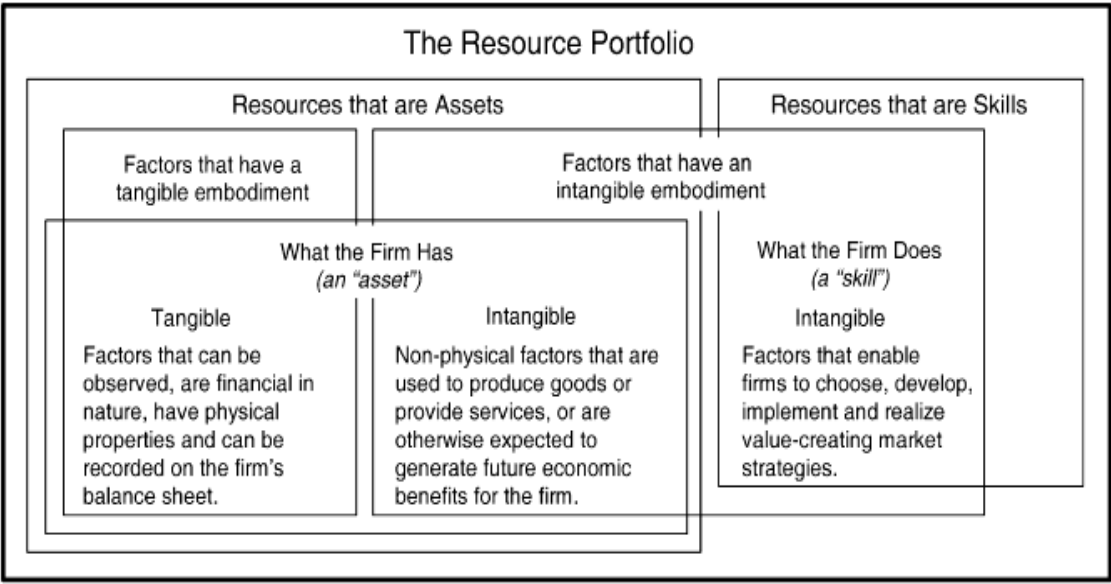 The Resource Portfolio
Resources that are Assets
Resources that are Skills
Factors that have a
tangible embodiment
Factors that have an
intangible embodiment
What the Firm Has
(an “asset”)
What the Firm Does
(a “skill”)
Tangible
Factors that can be
observed, are financial in
nature, have physical
properties and can be
recorded on the firm’s
balance sheet.
Intangible
Non-physical factors that are
used to produce goods or
provide services, or are
otherwise expected to
generate future economic
benefits for the firm.
Intangible
Factors that enable
firms to choose, develop,
implement and realize
value-creating market
strategies.